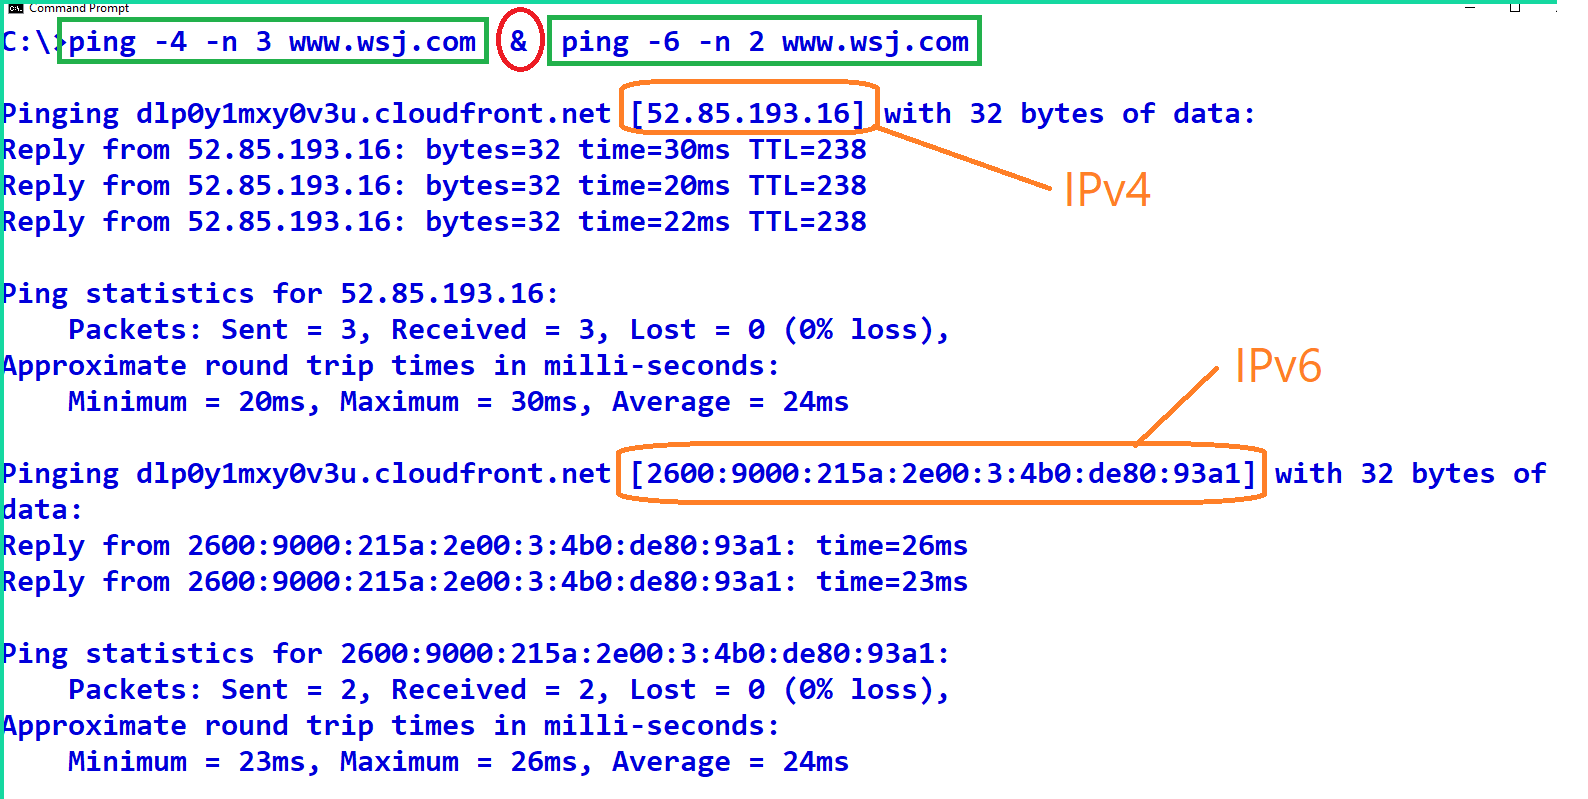 Command Prompt
C:\>ping -4 -n 3 www.wsj.com & ping -6 -n 2 www.wsj.com
Pinging dlp0y1mxy0v3u.cloudfront.net [52.85.193.16] with 32 bytes of data:
Reply from 52.85.193.16: bytes=32 time=30ms TTL=238
Reply from 52.85.193.16: bytes=32 time=20ms TTL=238
IPv4
Reply from 52.85.193.16: bytes=32 time=22ms TTL=238
Ping statistics for 52.85.193.16:
Packets: Sent = 3, Received = 3, Lost = 0 (0% loss),
Approximate round trip times in milli-seconds:
IPv6
Minimum = 20ms, Maximum = 30ms, Average = 24ms
Pinging dlp0y1mxy0v3u.cloudfront.net [2600:9000:215a:2e00:3:4b0:de80:93a1] with 32 bytes of
data:
Reply from 2600:9000:215a:2e00:3:4b0:de80:93a1: time=26ms
Reply from 2600:9000:215a:2e00:3:4b0:de80:93a1: time=23ms
Ping statistics for 2600:9000:215a:2e00:3:4b0:de80:93a1:
Packets: Sent = 2, Received = 2, Lost = 0 (0% loss),
Approximate round trip times in milli-seconds:
Minimum = 23ms, Maximum = 26ms, Average = 24ms